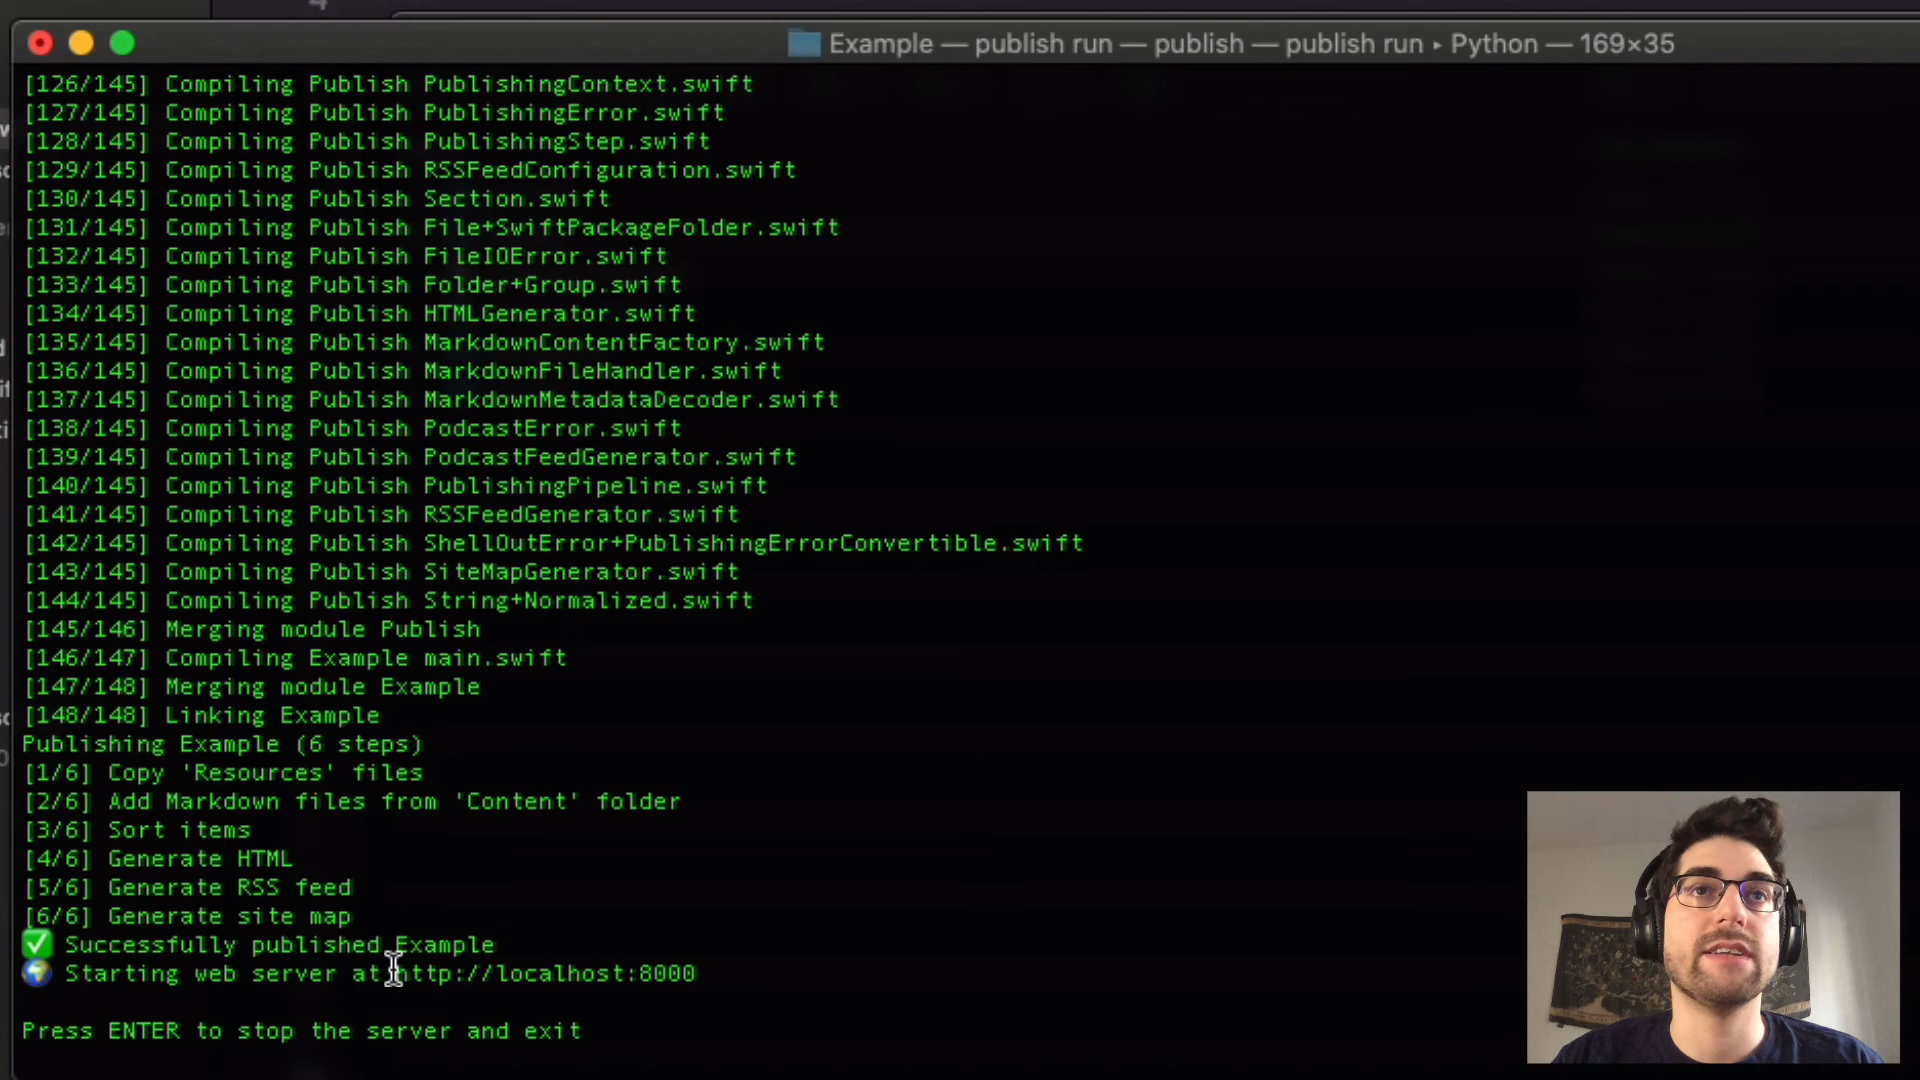 Example — publish run — publish — publish run ▸ Python — 169×35
[126/145] Compiling Publish PublishingContext.swift
[127/145] Compiling Publish PublishingError.swift
[128/145] Compiling Publish PublishingStep.swift
[129/145] Compiling Publish RSSFeedConfiguration.swift
[130/145] Compiling Publish Section.swift
[131/145] Compiling Publish File+SwiftPackageFolder.swift
[132/145] Compiling Publish FileIOError.swift
[133/145] Compiling Publish Folder+Group.swift
[134/145] Compiling Publish HTMLGenerator.swift
[135/145] Compiling Publish MarkdownContentFactory.swift
[136/145] Compiling Publish MarkdownFileHandler.swift
[137/145] Compiling Publish MarkdownMetadataDecoder.swift
[138/145] Compiling Publish PodcastError.swift
[139/145] Compiling Publish PodcastFeedGenerator.swift
[140/145] Compiling Publish PublishingPipeline.swift
[141/145] Compiling Publish RSSFeedGenerator.swift
[142/145] Compiling Publish ShellOutError+PublishingErrorConvertible.swift
[143/145] Compiling Publish SiteMapGenerator.swift
[144/145] Compiling Publish String+Normalized.swift
[145/146] Merging module Publish
[146/147] Compiling Example main.swift
[147/148] Merging module Example
[148/148] Linking Example
Publishing Example (6 steps)
[1/6] Copy 'Resources' files
[2/6] Add Markdown files from 'Content' folder
[3/6] Sort items
[4/6] Generate HTML
[5/6] Generate RSS feed
[6/6] Generate site map
✅ Successfully published Example
🌍 Starting web server at http://localhost:8000
Press ENTER to stop the server and exit